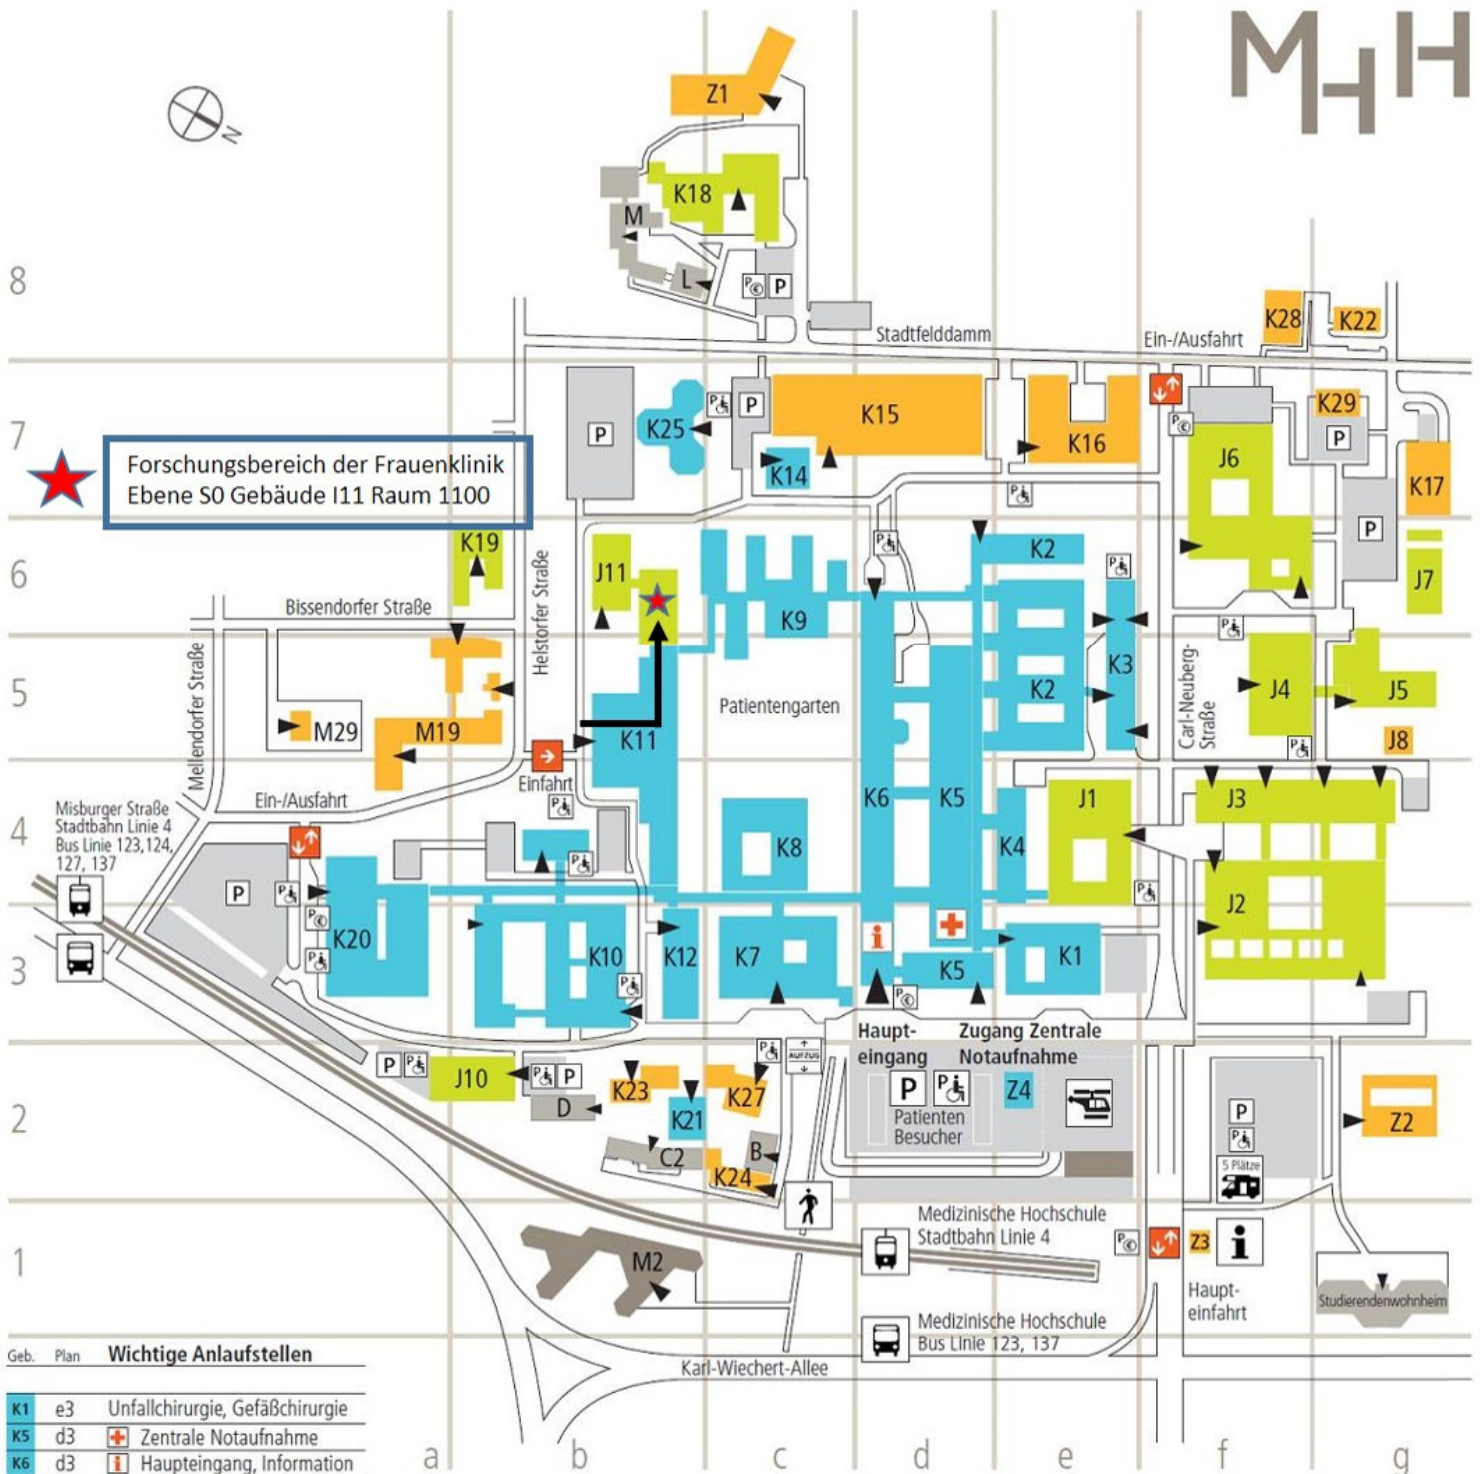 MHH
N
Z1
K18
M
L
P€
P
8
Stadtfelddamm
Ein-/Ausfahrt
K28
K22
7
P
K25
P
P
K15
K14
K16
P€
J6
K29
P
K17
Forschungsbereich der Frauenklinik
Ebene S0 Gebäude I11 Raum 1100
P
K19
6
Helstorfer Straße
J11
K9
P
K2
P
P
J7
Bissendorfer Straße
Mellendorfer Straße
5
M29
M19
K11
Patientengarten
K2
K3
Carl-Neuberg-
Straße
P
J4
J5
J8
P
Einfahrt
P
Ein-/Ausfahrt
Misburger Straße
Stadtbahn Linie 4
Bus Linie 123,124,
127, 137
4
P
K8
K6
K5
K4
J1
J3
P
P
P€
P
K20
K10
P
K12
K7
K5
P€
K1
P
J2
3
Haupt-
eingang
Zugang Zentrale
Notaufnahme
P
P
J10
P
P
D
K23
K21
K27
P
AUFZUG
C2
B
K24
P
P
Patienten
Besucher
Z4
P
P
5 Plätze
Z2
2
1
M2
Medizinische Hochschule
Stadtbahn Linie 4
P€
Z3
Haupt-
einfahrt
Studierendenwohnheim
Medizinische Hochschule
Bus Linie 123, 137
Karl-Wiechert-Allee
Geb. Plan Wichtige Anlaufstellen
K1 e3 Unfallchirurgie, Gefäßchirurgie
K5 d3 Zentrale Notaufnahme
K6 d3 Haupteingang, Information
a b c d e f g